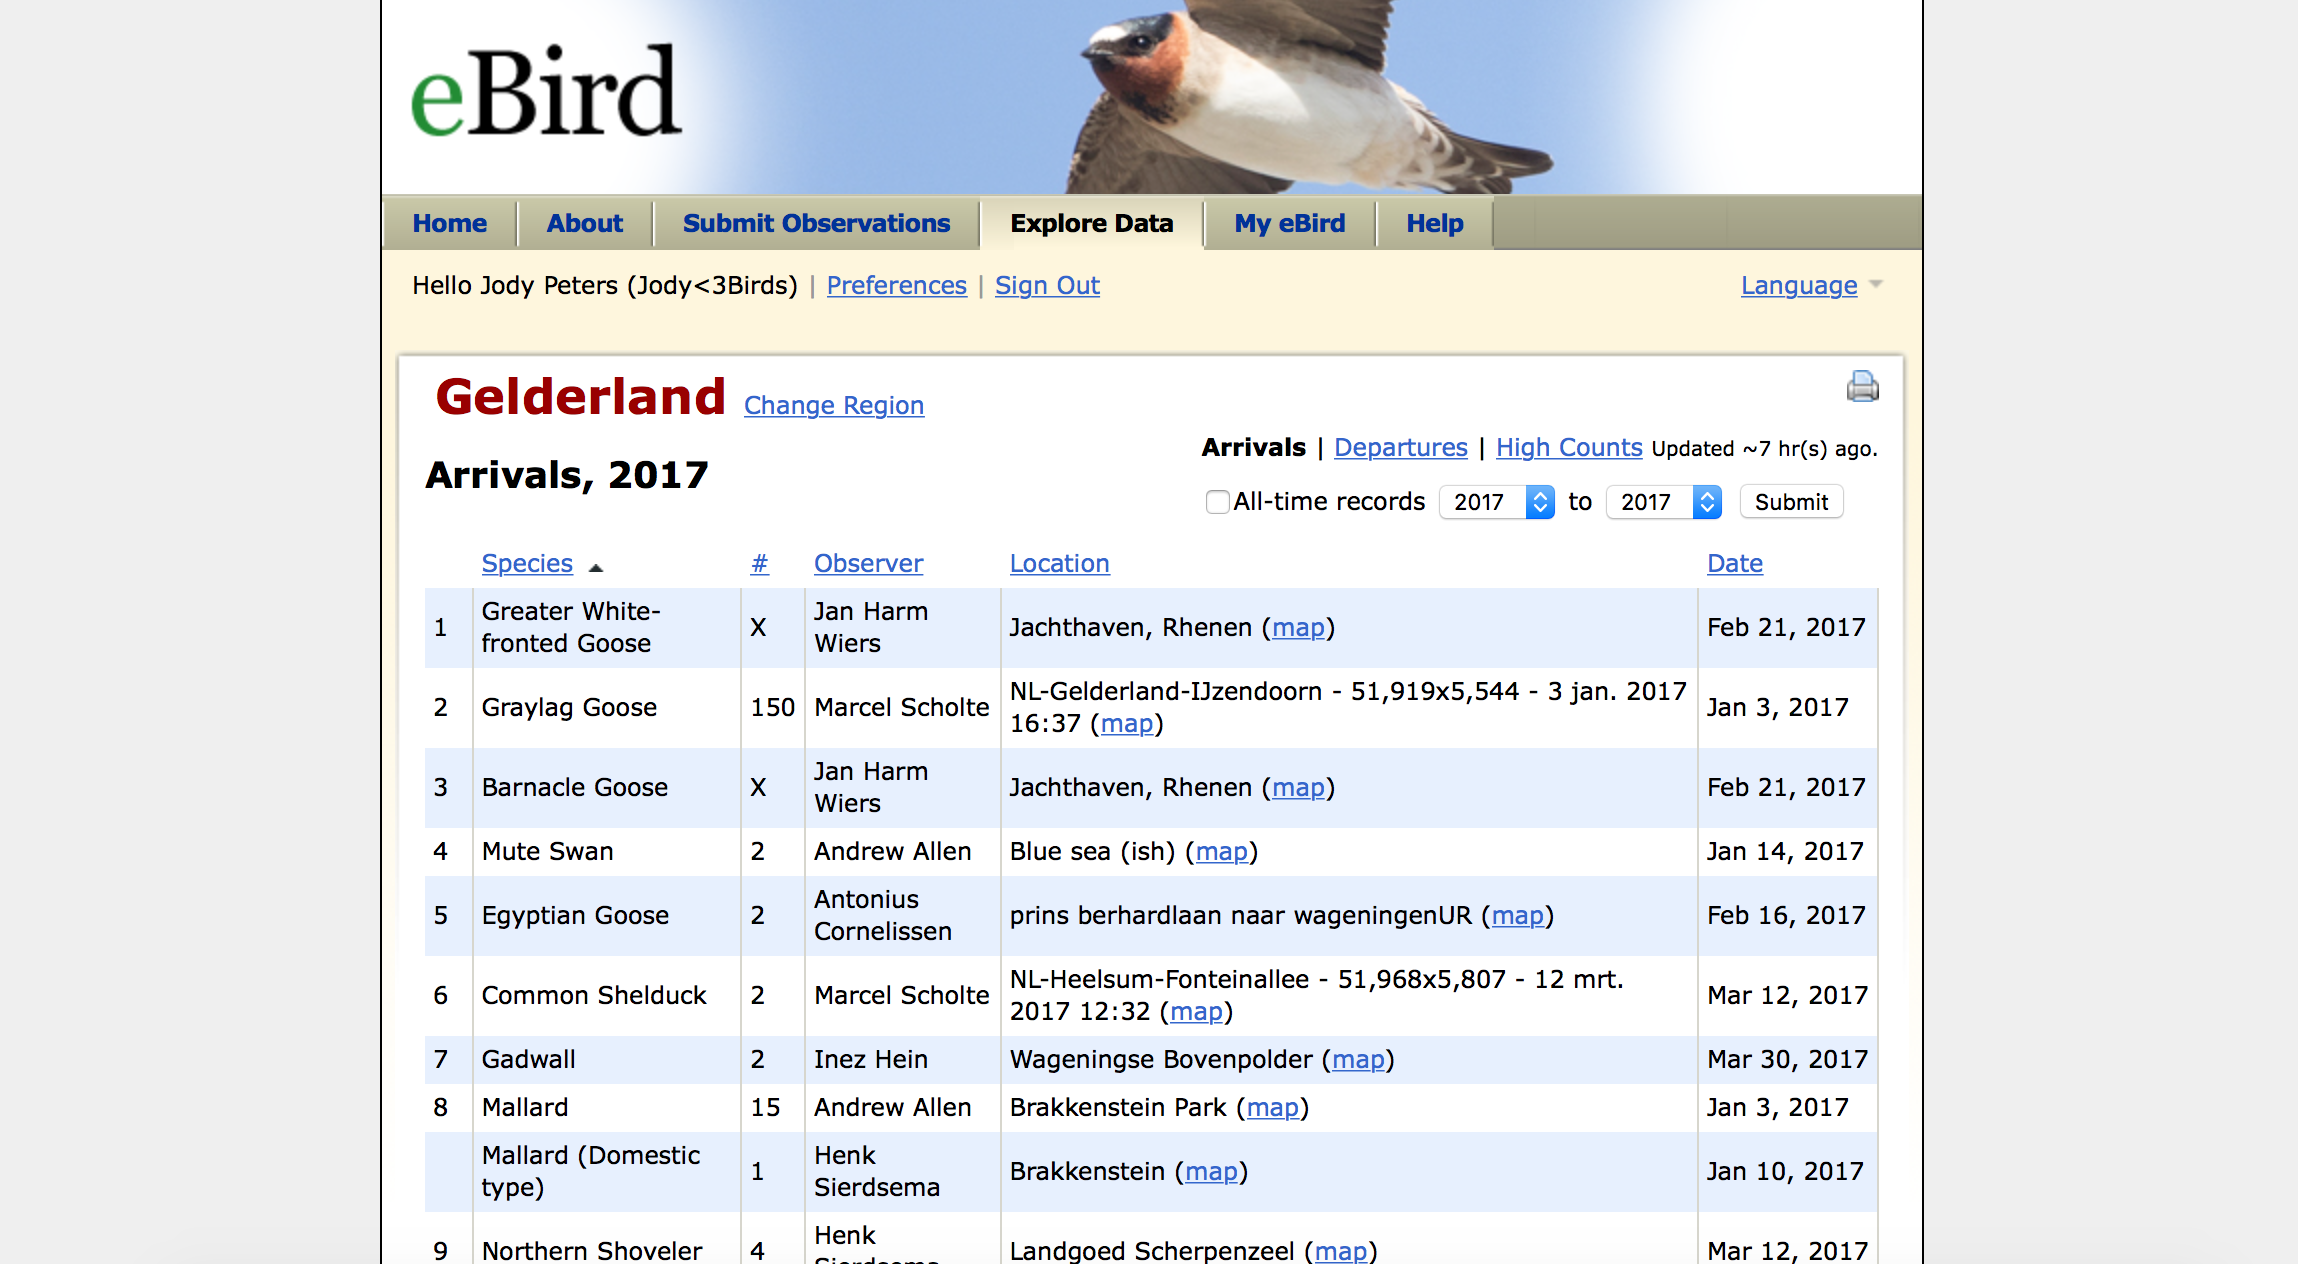 eBird
Home
About
Submit Observations
Explore Data
My eBird
Help
Hello Jody Peters (Jody<3Birds) | Preferences | Sign Out
Language
Gelderland Change Region
Arrivals | Departures | High Counts Updated ~7 hr(s) ago.
Arrivals, 2017
All-time records 2017 to 2017 Submit
Species # Observer Location Date
1 Greater White-fronted Goose X Jan Harm Wiers Jachthaven, Rhenen (map) Feb 21, 2017
2 Graylag Goose 150 Marcel Scholte NL-Gelderland-IJzendoorn - 51,919x5,544 - 3 jan. 2017 16:37 (map) Jan 3, 2017
3 Barnacle Goose X Jan Harm Wiers Jachthaven, Rhenen (map) Feb 21, 2017
4 Mute Swan 2 Andrew Allen Blue sea (ish) (map) Jan 14, 2017
5 Egyptian Goose 2 Antonius Cornelissen prins berhardlaan naar wageningenUR (map) Feb 16, 2017
6 Common Shelduck 2 Marcel Scholte NL-Heelsum-Fonteinallee - 51,968x5,807 - 12 mrt. 2017 12:32 (map) Mar 12, 2017
7 Gadwall 2 Inez Hein Wageningse Bovenpolder (map) Mar 30, 2017
8 Mallard 15 Andrew Allen Brakkenstein Park (map) Jan 3, 2017
Mallard (Domestic type) 1 Henk Sierdsema Brakkenstein (map) Jan 10, 2017
9 Northern Shoveler 4 Henk Sierdsema Landgoed Scherpenzeel (map) Mar 12, 2017